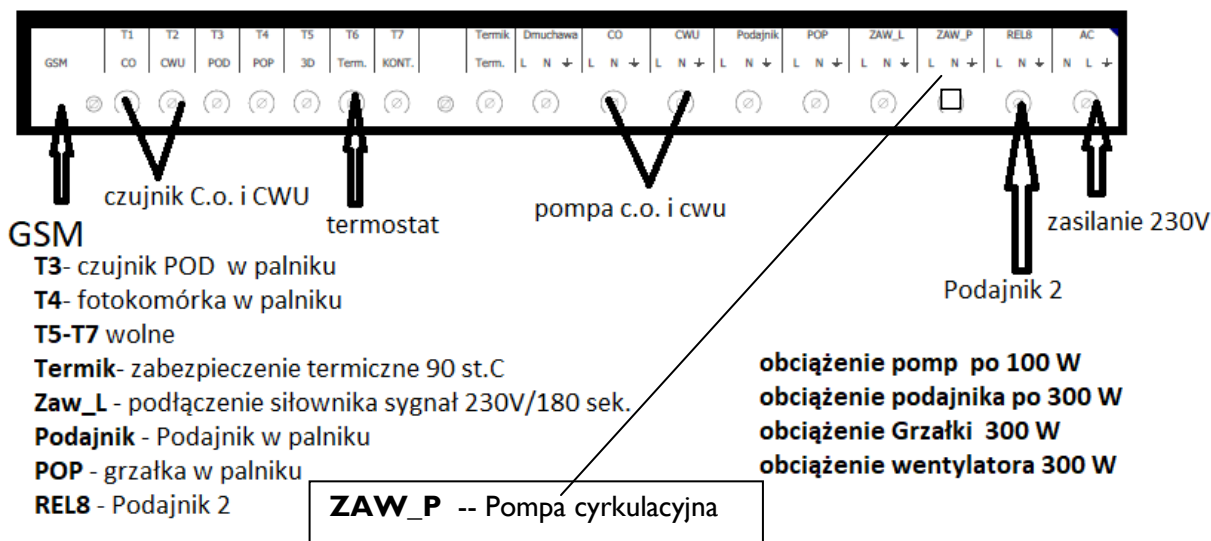 T1 T2 T3 T4 T5 T6 T7 Termik Dmuchawa CO CWU Podajnik POP ZAW_L ZAW_P REL8 AC
GSM CO CWU POD POP 3D Term. KONT. Term. L N L N L N L N L N L N L N L N N L
czujnik C.o. i CWU
termostat
pompa c.o. i cwu
zasilanie 230V
GSM
Podajnik 2
T3- czujnik POD w palniku
T4- fotokomórka w palniku
T5-T7 wolne
Termik- zabezpieczenie termiczne 90 st.C
Zaw_L - podłączenie siłownika sygnał 230V/180 sek.
Podajnik - Podajnik w palniku
POP - grzałka w palniku
REL8 - Podajnik 2
obciążenie pomp po 100 W
obciążenie podajnika po 300 W
obciążenie Grzałki 300 W
obciążenie wentylatora 300 W
ZAW_P -- Pompa cyrkulacyjna